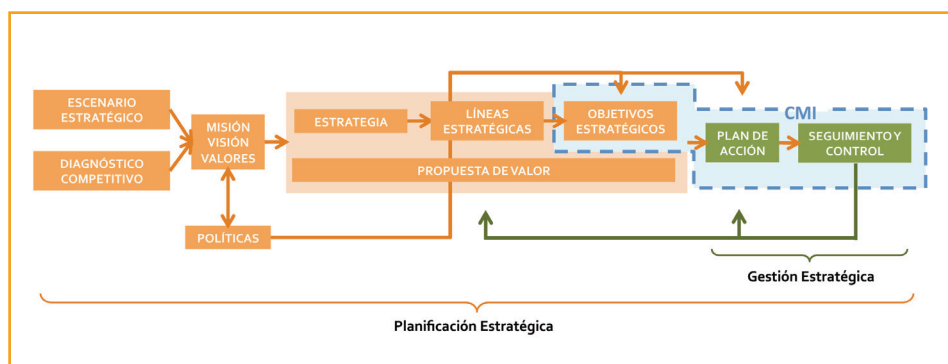 ESCENARIO
ESTRATÉGICO
DIAGNÓSTICO
COMPETITIVO
MISIÓN
VISIÓN
VALORES
POLÍTICAS
ESTRATEGIA
LÍNEAS
ESTRATÉGICAS
OBJETIVOS
ESTRATÉGICOS
PROPUESTA DE VALOR
CMI
PLAN DE
ACCIÓN
SEGUIMIENTO Y
CONTROL
Gestión Estratégica
Planificación Estratégica